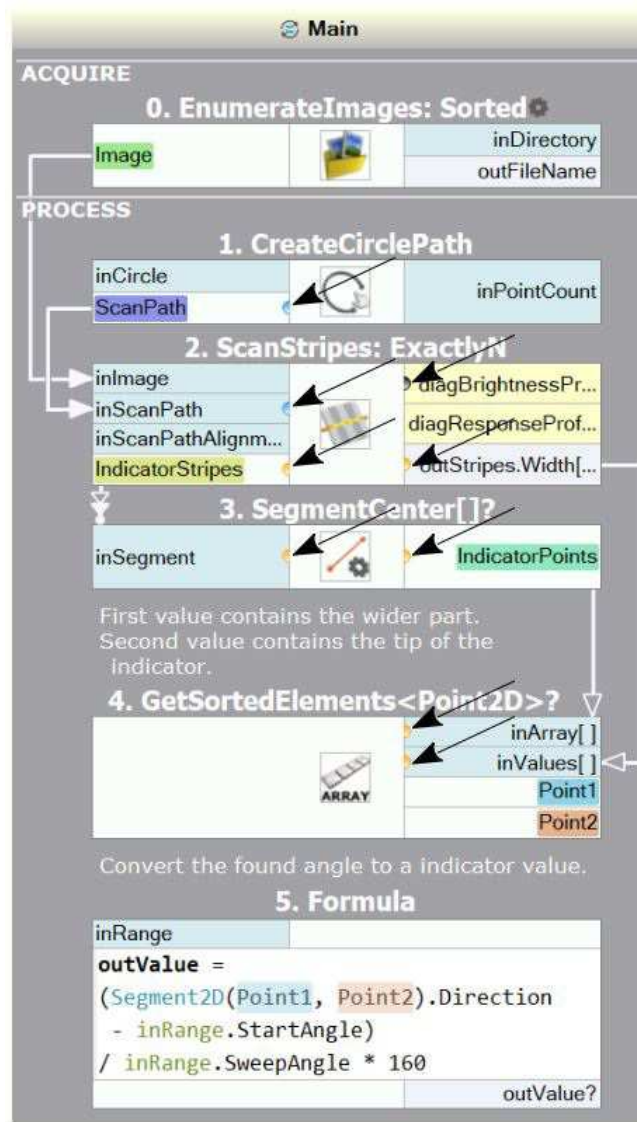 Main
ACQUIRE
0. EnumerateImages: Sorted
Image
inDirectory
outFileName
PROCESS
1. CreateCirclePath
inCircle
ScanPath
inPointCount
2. ScanStripes: ExactlyN
inImage
inScanPath
inScanPathAlignm...
IndicatorStripes
diagBrightnessPr...
diagResponseProf...
outStripes.Width[...
3. SegmentCenter[]?
inSegment
IndicatorPoints
First value contains the wider part.
Second value contains the tip of the
indicator.
4. GetSortedElements<Point2D>?
ARRAY
inArray[ ]
inValues[ ]
Point1
Point2
Convert the found angle to a indicator value.
5. Formula
inRange
outValue =
(Segment2D(Point1, Point2).Direction
- inRange.StartAngle)
/ inRange.SweepAngle * 160
outValue?